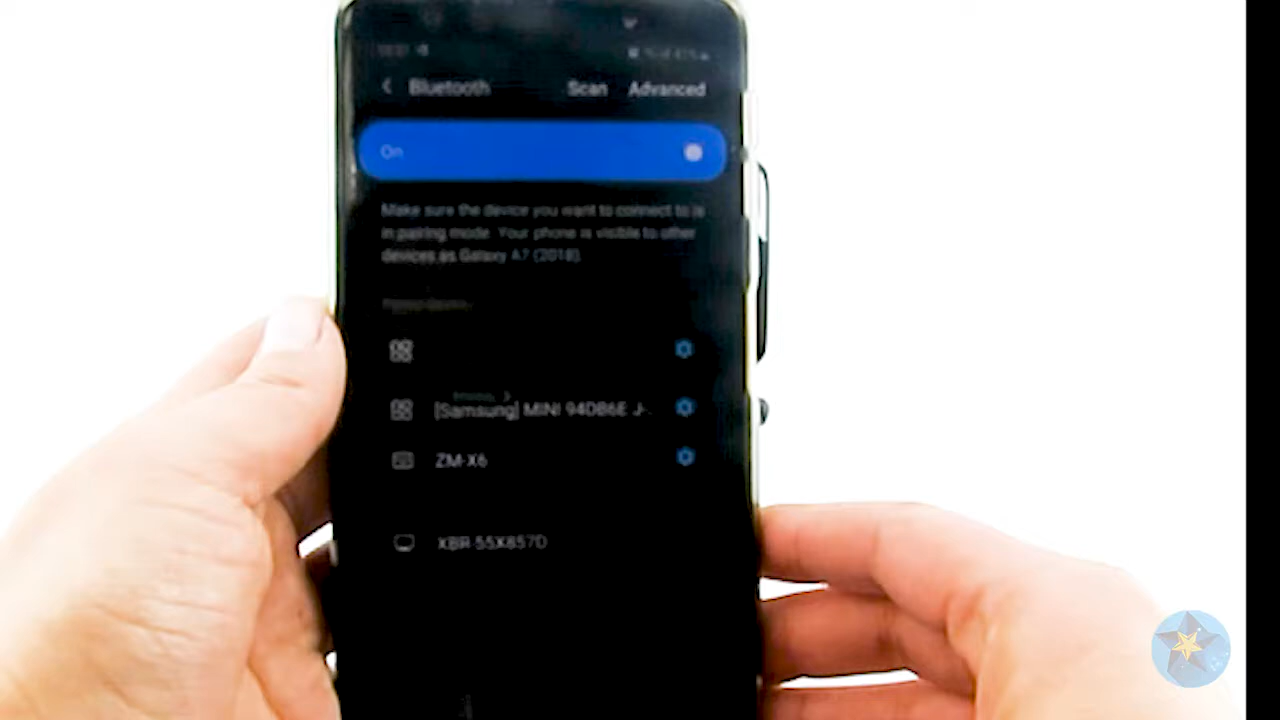 Bluetooth Scan Advanced
On
Make sure the device you want to connect to is
in pairing mode. Your phone is visible to other
devices as Galaxy A7 (2018).
[Samsung] MINI 94DB6E J-
ZM-X6
XBR-55X857D